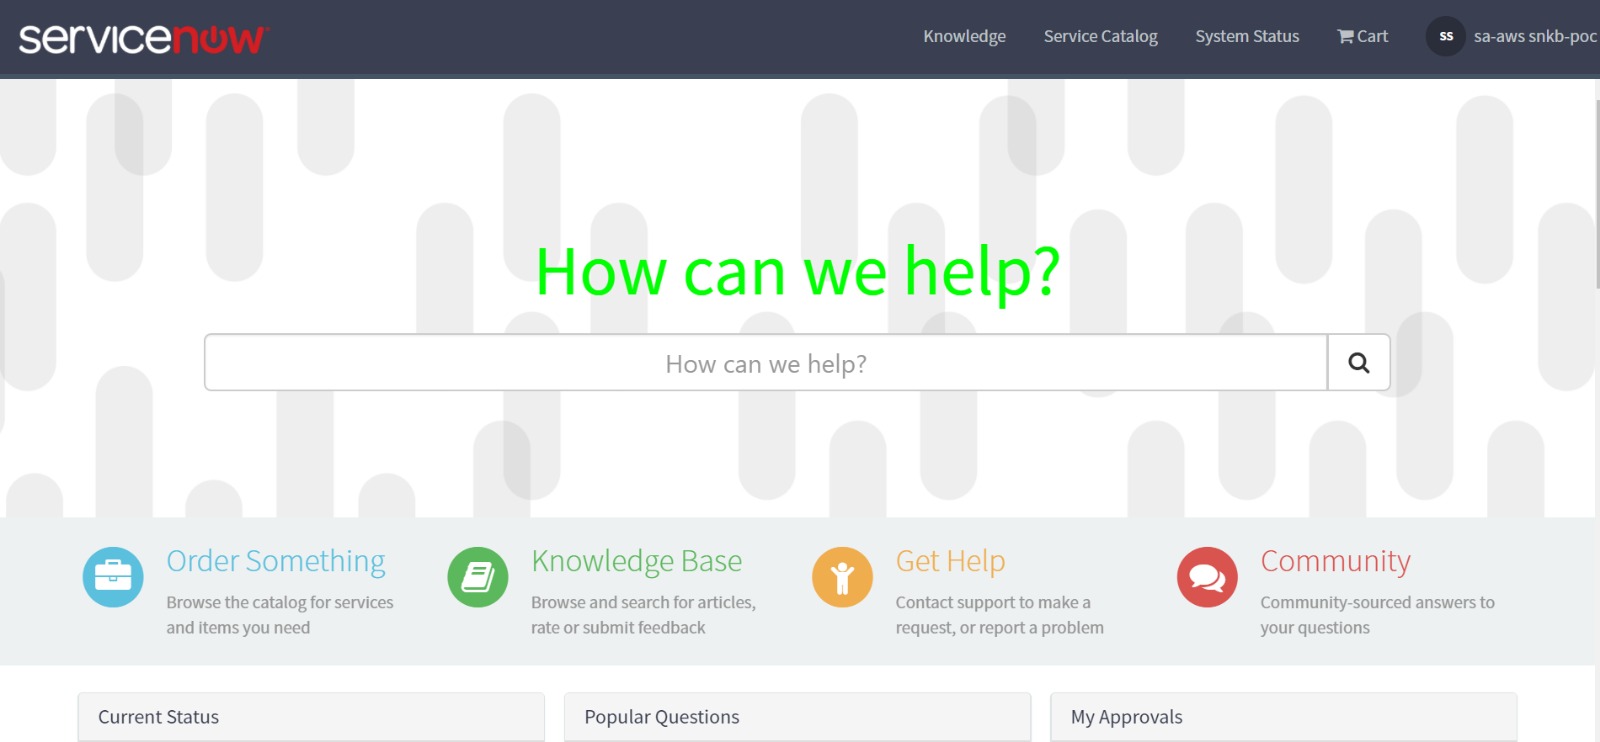 servicenow
Knowledge
Service Catalog
System Status
Cart
ss
sa-aws snkb-poc
How can we help?
How can we help?
Order Something
Browse the catalog for services
and items you need
Knowledge Base
Browse and search for articles,
rate or submit feedback
Get Help
Contact support to make a
request, or report a problem
Community
Community-sourced answers to
your questions
Current Status
Popular Questions
My Approvals